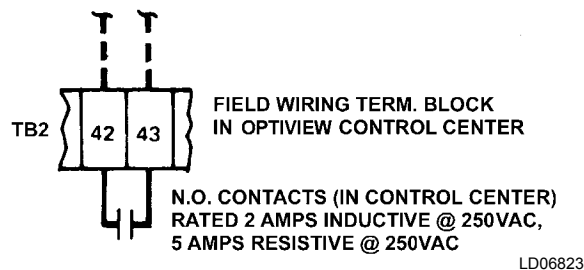 FIELD WIRING TERM. BLOCK
IN OPTIVIEW CONTROL CENTER
TB2
42 43
N.O. CONTACTS (IN CONTROL CENTER)
RATED 2 AMPS INDUCTIVE @ 250VAC,
5 AMPS RESISTIVE @ 250VAC
LD06823